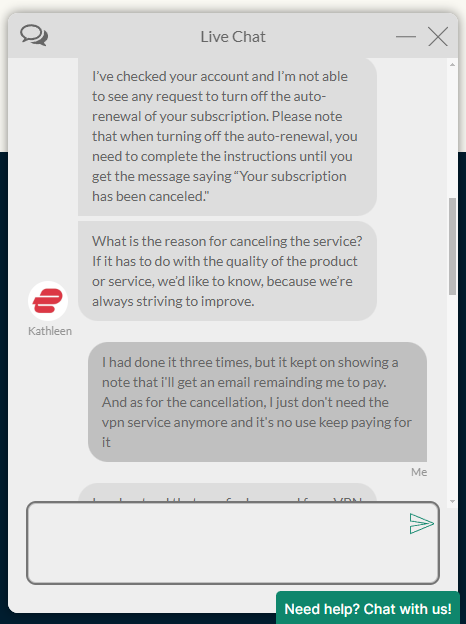 Live Chat
I've checked your account and I'm not able
to see any request to turn off the auto-
renewal of your subscription. Please note
that when turning off the auto-renewal, you
need to complete the instructions until you
get the message saying “Your subscription
has been canceled."
What is the reason for canceling the service?
If it has to do with the quality of the product
or service, we'd like to know, because we're
always striving to improve.
Kathleen
I had done it three times, but it kept on showing a
note that i'll get an email remainding me to pay.
And as for the cancellation, I just don't need the
vpn service anymore and it's no use keep paying for
it
Me
Need help? Chat with us!